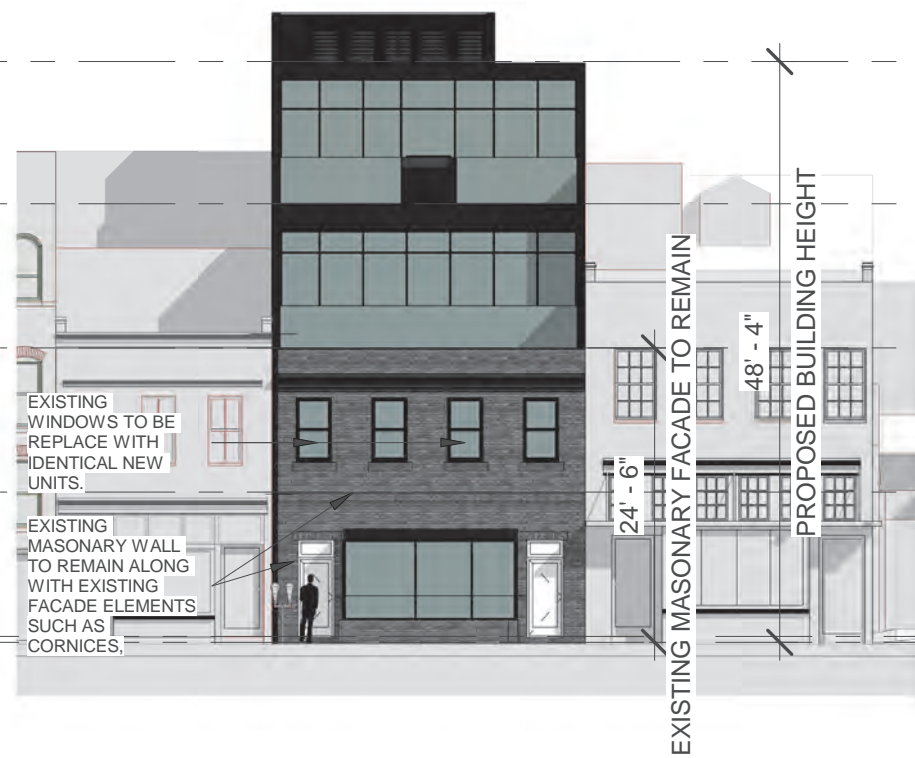 EXISTING
WINDOWS TO BE
REPLACE WITH
IDENTICAL NEW
UNITS.
EXISTING
MASONARY WALL
TO REMAIN ALONG
WITH EXISTING
FACADE ELEMENTS
SUCH AS
CORNICES,
24' - 6"
EXISTING MASONARY FACADE TO REMAIN
48' - 4"
PROPOSED BUILDING HEIGHT